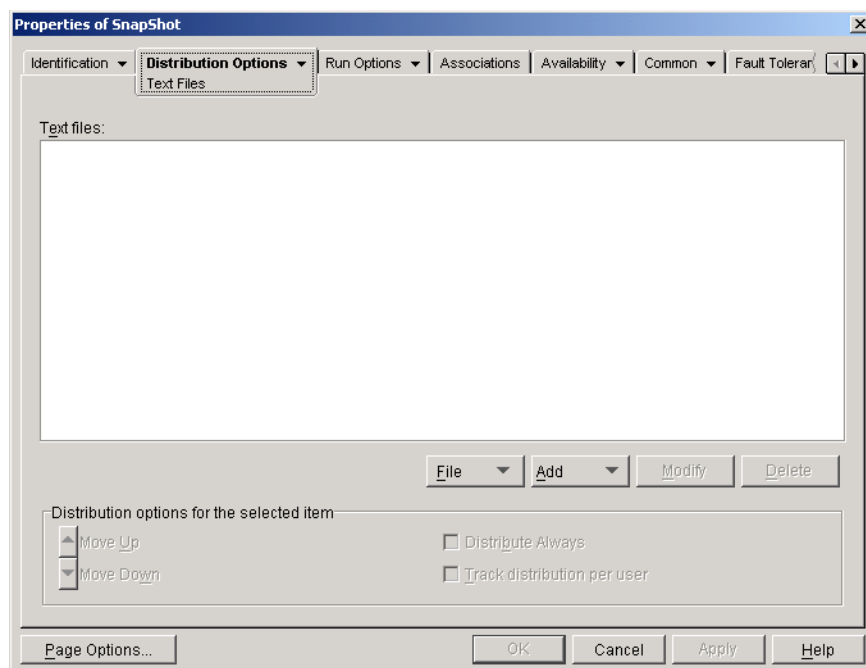 Properties of SnapShot
Identification Distribution Options Run Options Associations Availability Common Fault Toleran
Text Files
Text files:
File Add Modify Delete
Distribution options for the selected item
Move Up Distribute Always
Move Down Track distribution per user
Page Options... OK Cancel Apply Help